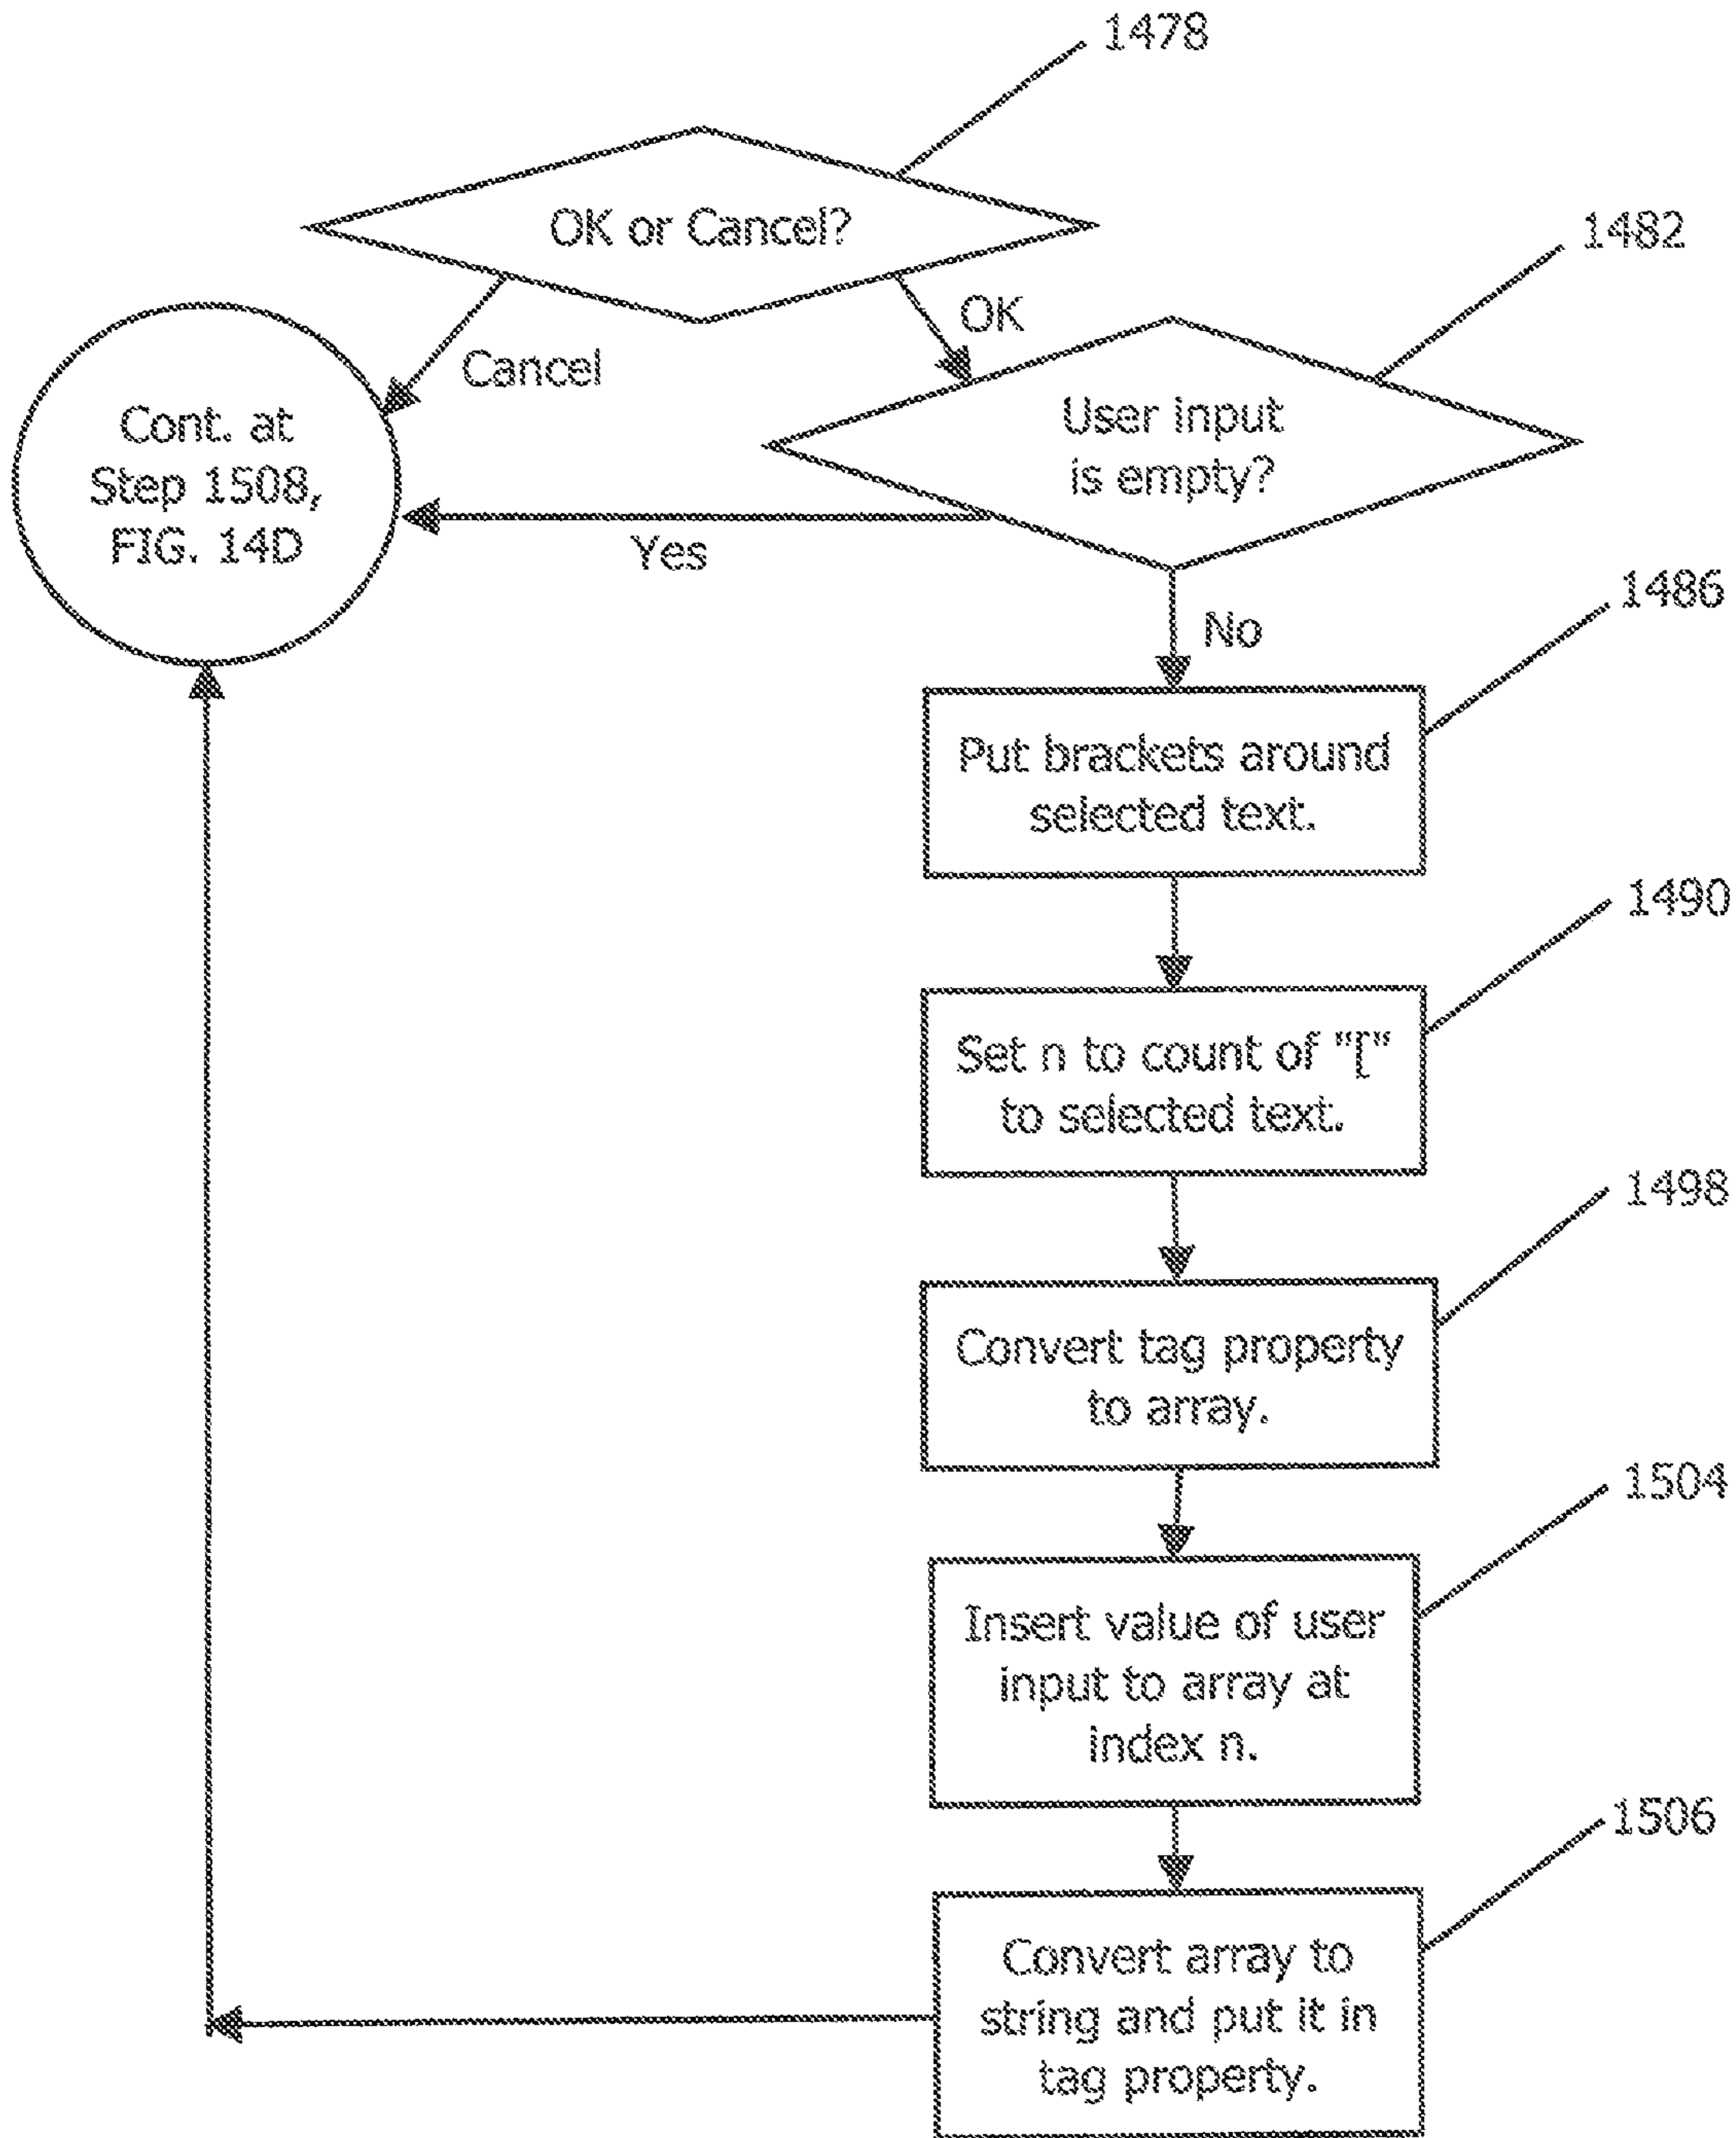 1478
OK or Cancel?
1482
OK
Cancel
User input
is empty?
Cont. at
Step 1508,
FIG. 14D
Yes
1486
No
Put brackets around
selected text.
1490
Set n to count of "["
to selected text.
1498
Convert tag property
to array.
1504
Insert value of user
input to array at
index n.
1506
Convert array to
string and put it in
tag property.